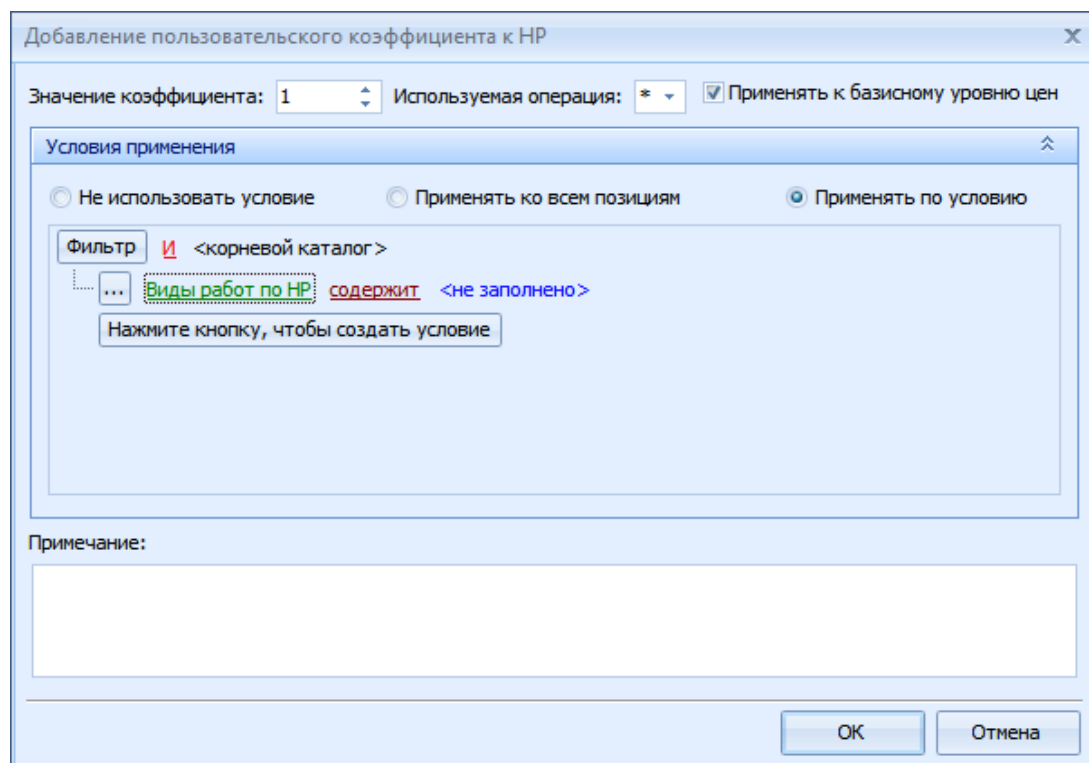 Добавление пользовательского коэффициента к НР
Значение коэффициента: 1 Используемая операция: * Применять к базисному уровню цен
Условия применения
Не использовать условие Применять ко всем позициям Применять по условию
Фильтр И <корневой каталог>
... Виды работ по НР содержит <не заполнено>
Нажмите кнопку, чтобы создать условие
Примечание:
ОК Отмена